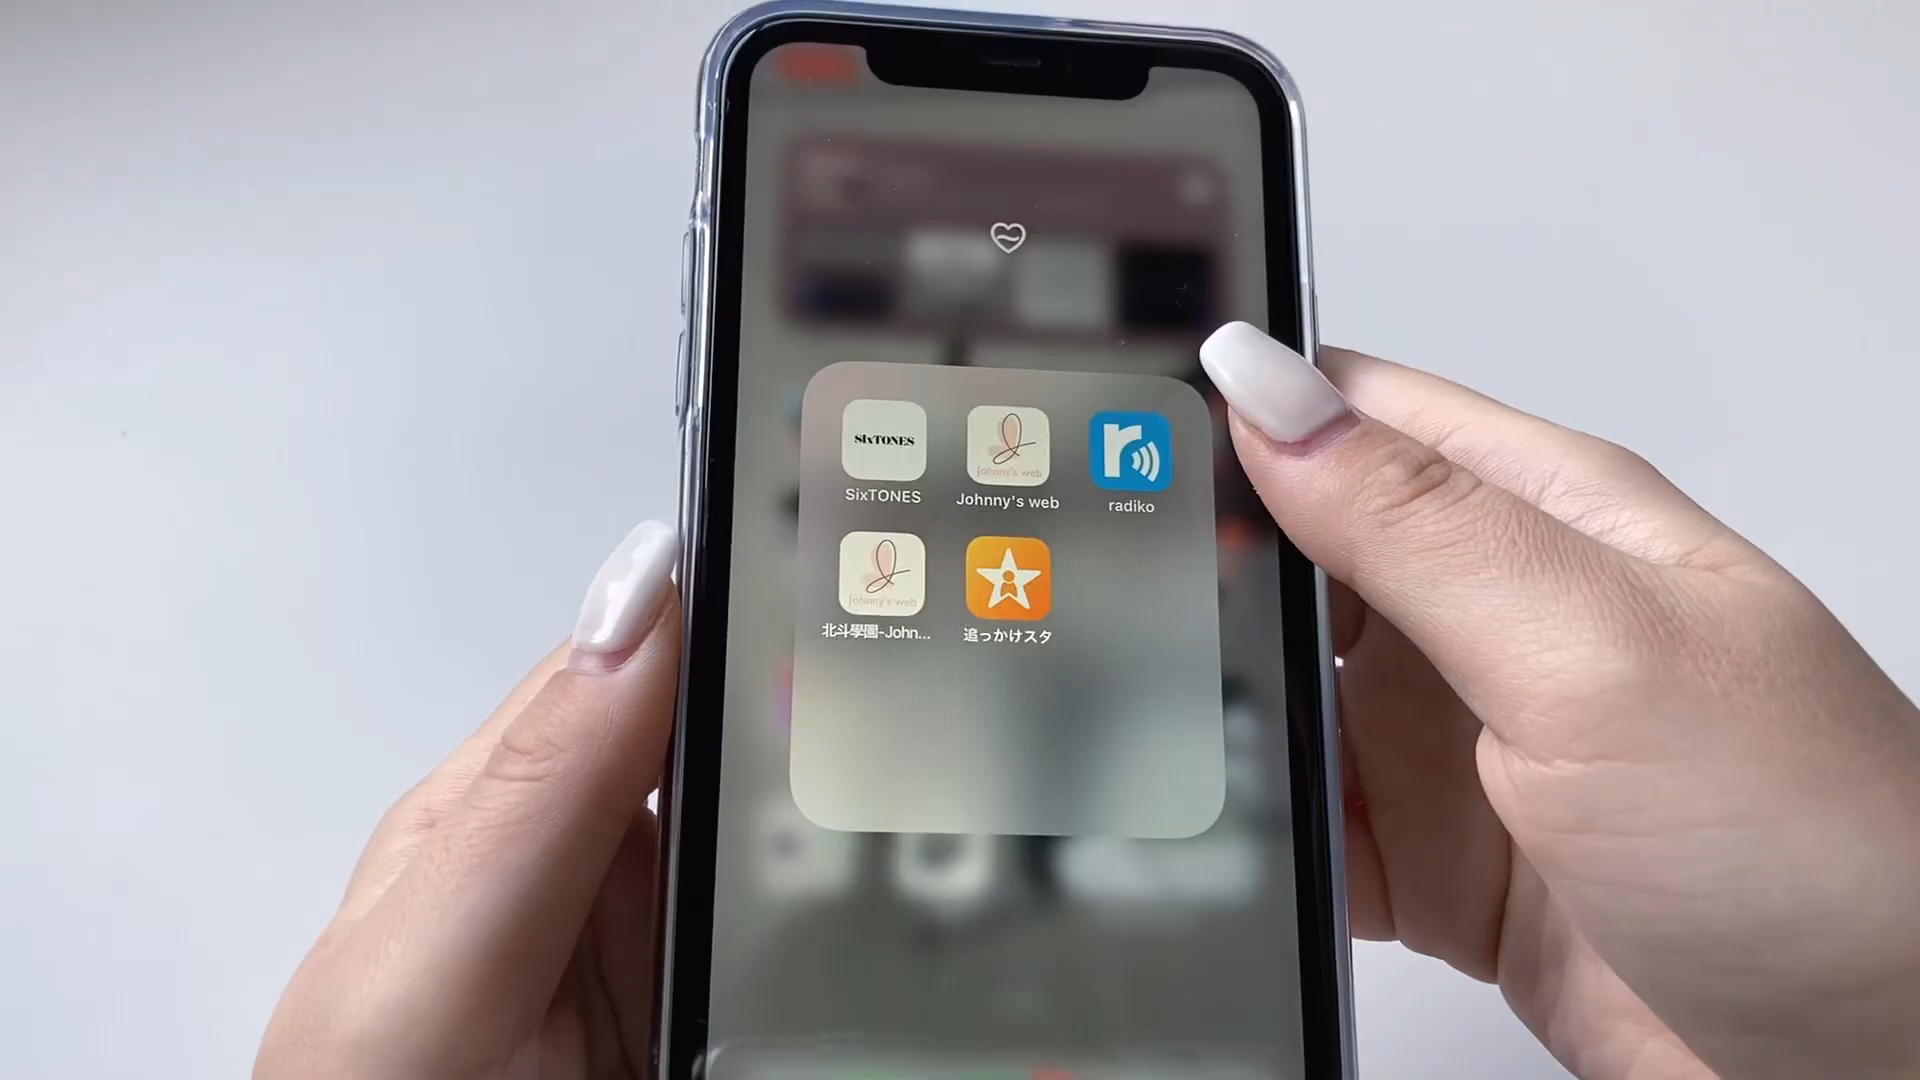 SixTONES
Johnny's web
r
SixTONES
Johnny's web
radiko
Johnny's web
北斗學園-John...
追っかけスタ